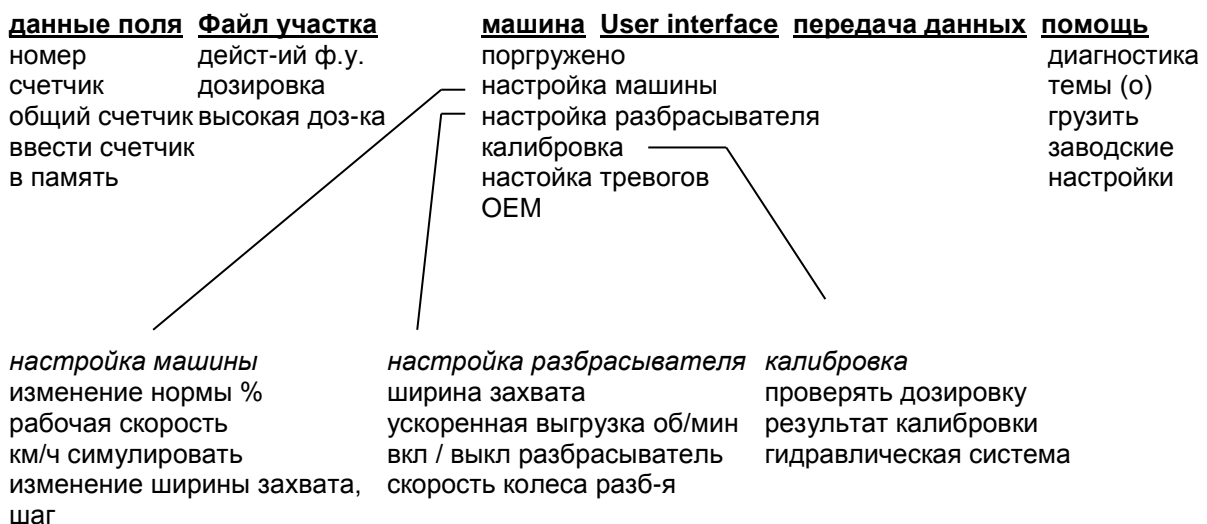 данные поля Файл участка машина User interface передача данных помощь
номер дейст-ий ф.у. поргружено диагностика
счетчик дозировка настройка машины темы (о)
общий счетчик высокая доз-ка настройка разбрасывателя грузить
ввести счетчик калибровка заводские
в память настойка тревогов настройки
OEM
настройка машины настройка разбрасывателя калибровка
изменение нормы % ширина захвата проверять дозировку
рабочая скорость ускоренная выгрузка об/мин результат калибровки
км/ч симулировать вкл / выкл разбрасыватель гидравлическая система
изменение ширины захвата, скорость колеса разб-я
шаг